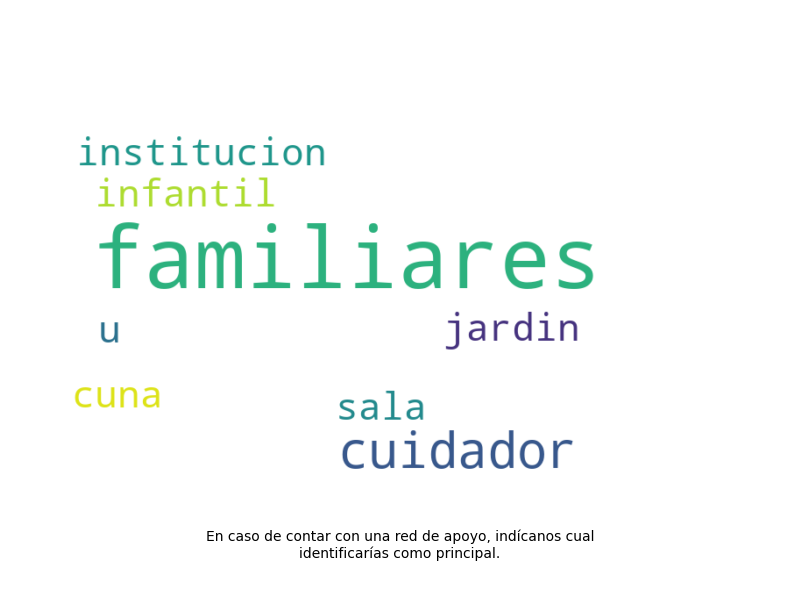 institucion
infantil
familiares
u jardin
cuna
sala
cuidador
En caso de contar con una red de apoyo, indícanos cual
identificarías como principal.